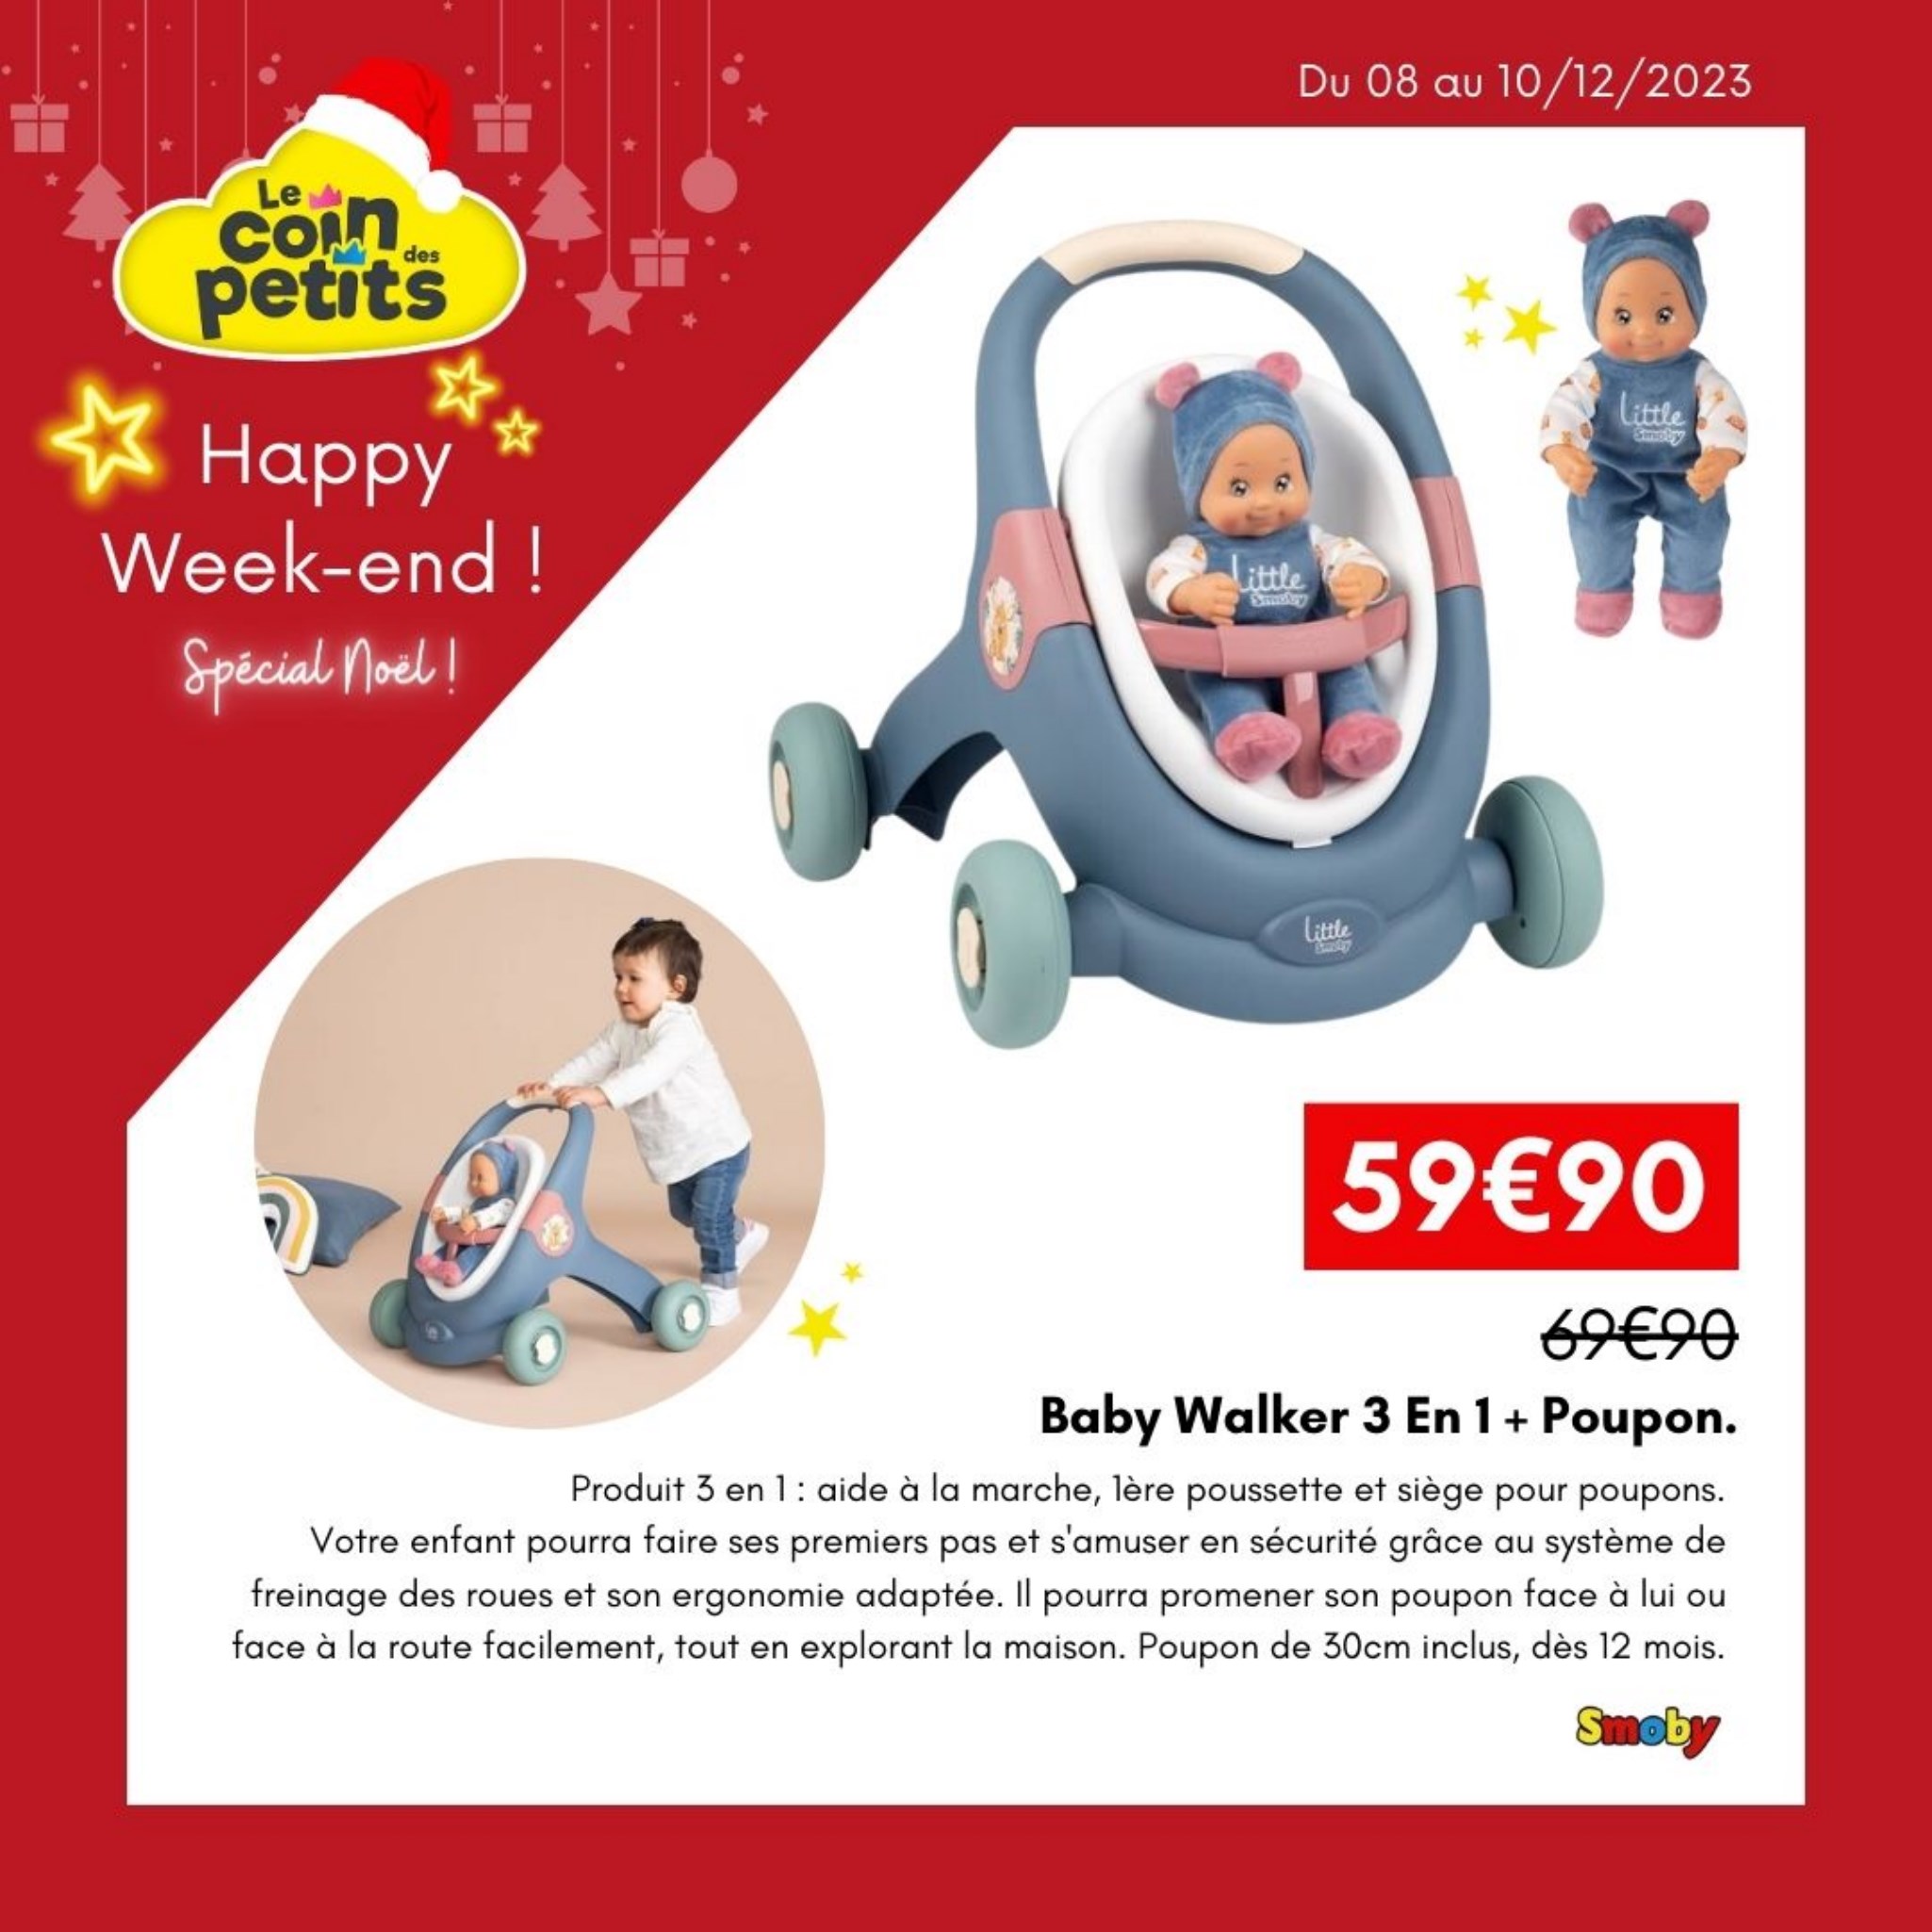 Du 08 au 10/12/2023
Le
coin
des
petits
Happy
Week-end !
Spécial Noël !
Little
Smoby
Little
Smoby
Little
Smoby
59€90
69€90
Baby Walker 3 En 1 + Poupon.
Produit 3 en 1 : aide à la marche, 1ère poussette et siège pour poupons.
Votre enfant pourra faire ses premiers pas et s'amuser en sécurité grâce au système de
freinage des roues et son ergonomie adaptée. Il pourra promener son poupon face à lui ou
face à la route facilement, tout en explorant la maison. Poupon de 30cm inclus, dès 12 mois.
Smoby